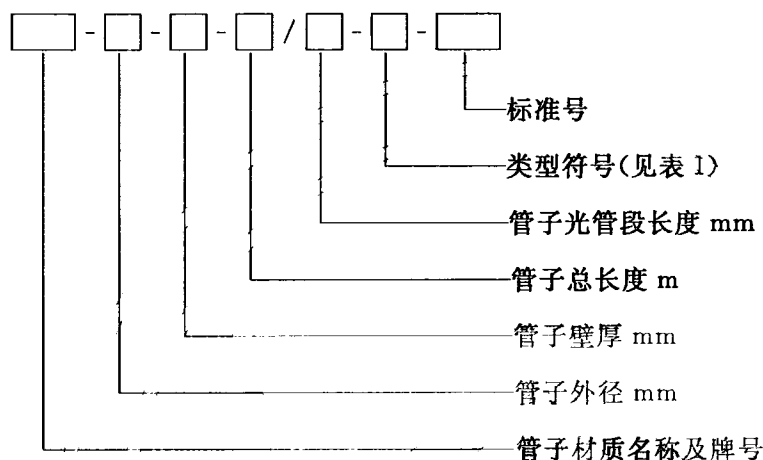 - - - / - -
标准号
类型符号(见表 1)
管子光管段长度 mm
管子总长度 m
管子壁厚 mm
管子外径 mm
管子材质名称及牌号